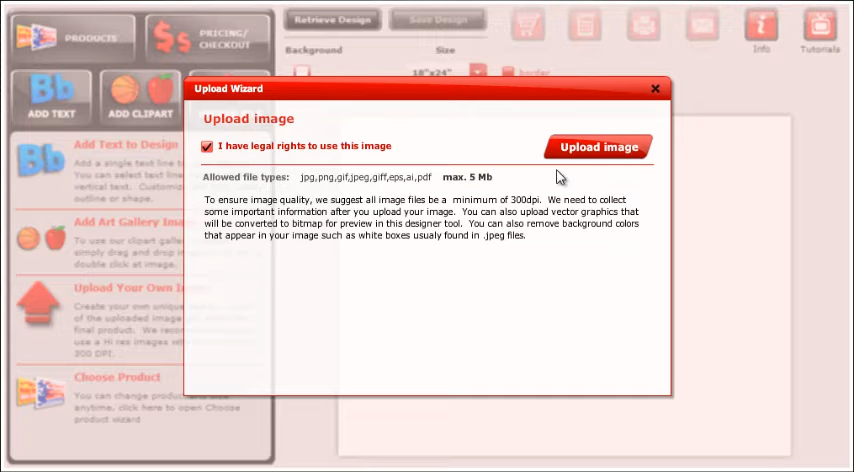 PRODUCTS
PRICING/
CHECKOUT
Retrieve Design
Save Design
Background
Size
18"x24"
border
Info
Tutorials
Bb
ADD TEXT
ADD CLIPART
Upload Wizard
Upload image
I have legal rights to use this image
Upload image
Allowed file types: jpg,png,gif,jpeg,giff,eps,ai,pdf max. 5 Mb
To ensure image quality, we suggest all image files be a minimum of 300dpi. We need to collect
some important information after you upload your image. You can also upload vector graphics that
will be converted to bitmap for preview in this designer tool. You can also remove background colors
that appear in your image such as white boxes usualy found in .jpeg files.
Bb
Add Text to Design
Add a single text line
You can select text line
vertical text.
outline or shape.
Add Art Gallery
To use our clipart
simply drag and drop
double click at image.
Upload Your Own
Create your own unique
of the uploaded image
final product. We
use a Hi res images
300 DPI.
Choose Product
You can change product
anytime, click here to open Choose
product wizard